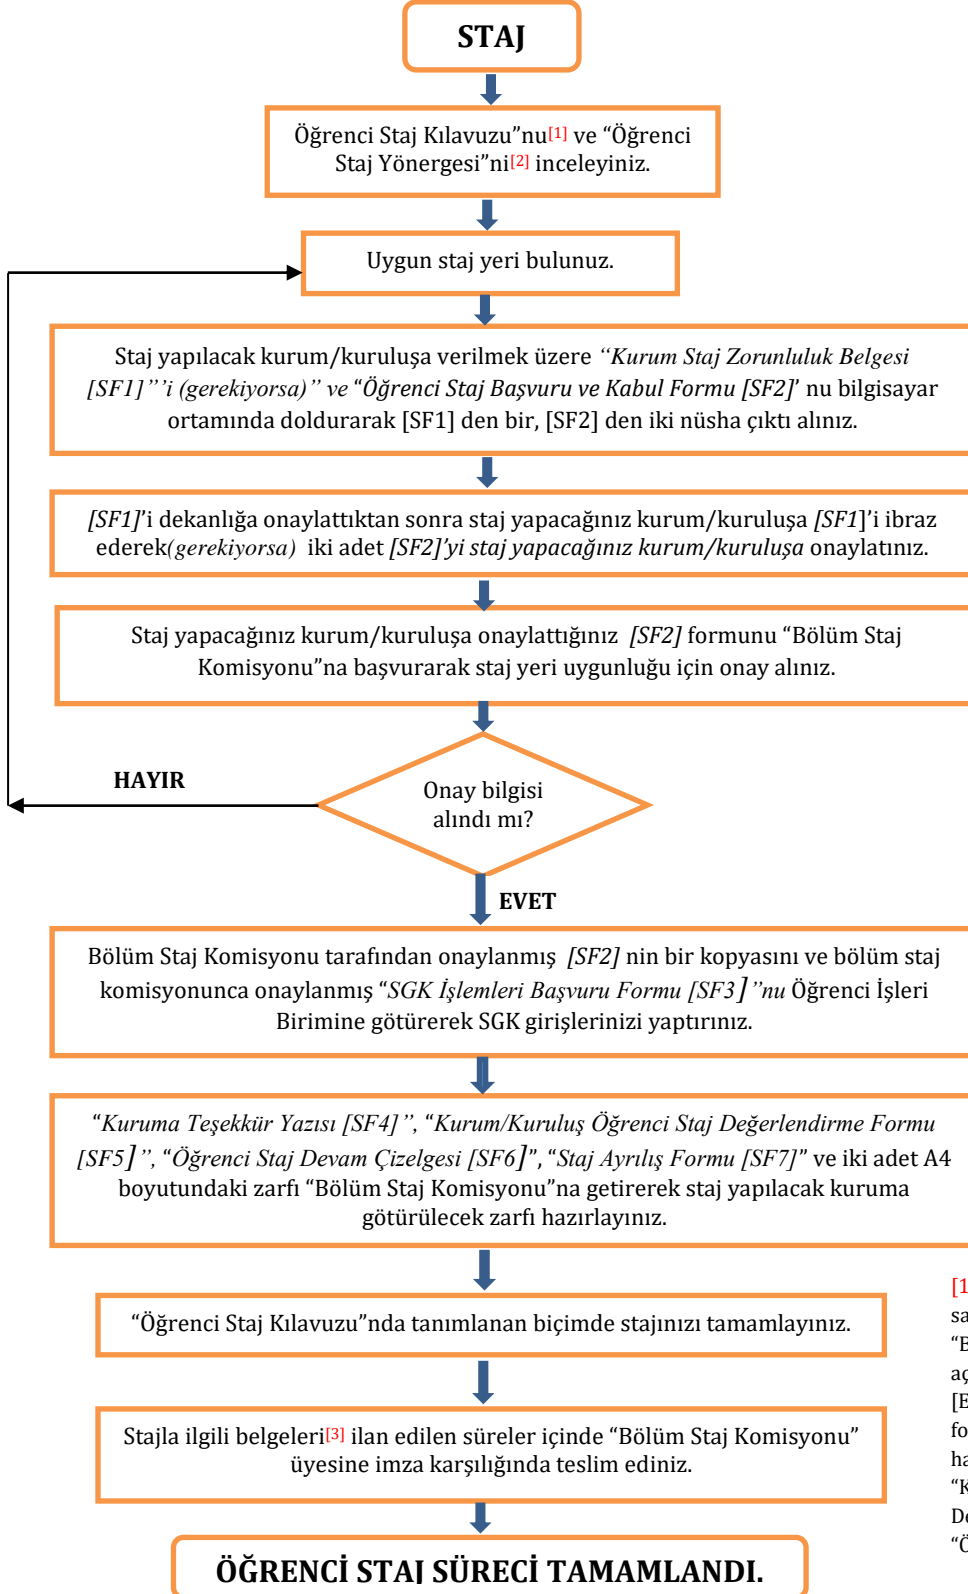 STAJ
Öğrenci Staj Kılavuzu”nu[1] ve “Öğrenci
Staj Yönergesi”ni[2] inceleyiniz.
Uygun staj yeri bulunuz.
Staj yapılacak kurum/kuruluşa verilmek üzere “Kurum Staj Zorunluluk Belgesi
[SF1]”’i (gerekiyorsa)” ve “Öğrenci Staj Başvuru ve Kabul Formu [SF2]’ nu bilgisayar
ortamında doldurarak [SF1] den bir, [SF2] den iki nüsha çıktı alınız.
[SF1]’i dekanlığa onaylattıktan sonra staj yapacağınız kurum/kuruluşa [SF1]’i ibraz
ederek(gerekiyorsa) iki adet [SF2]’yi staj yapacağınız kurum/kuruluşa onaylatınız.
Staj yapacağınız kurum/kuruluşa onaylattığınız [SF2] formunu “Bölüm Staj
Komisyonu”na başvurarak staj yeri uygunluğu için onay alınız.
HAYIR
Onay bilgisi
alındı mı?
EVET
Bölüm Staj Komisyonu tarafından onaylanmış [SF2] nin bir kopyasını ve bölüm staj
komisyonunca onaylanmış “SGK İşlemleri Başvuru Formu [SF3]”nu Öğrenci İşleri
Birimine götürerek SGK girişlerinizi yaptırınız.
“Kuruma Teşekkür Yazısı [SF4]”, “Kurum/Kuruluş Öğrenci Staj Değerlendirme Formu
[SF5]”, “Öğrenci Staj Devam Çizelgesi [SF6]”, “Staj Ayrılış Formu [SF7]” ve iki adet A4
boyutundaki zarfı “Bölüm Staj Komisyonu”na getirerek staj yapılacak kuruma
götürülecek zarfı hazırlayınız.
“Öğrenci Staj Kılavuzu”nda tanımlanan biçimde stajınızı tamamlayınız.
Stajla ilgili belgeleri[3] ilan edilen süreler içinde “Bölüm Staj Komisyonu”
üyesine imza karşılığında teslim ediniz.
ÖĞRENCİ STAJ SÜRECİ TAMAMLANDI.
[1
sa
“B
aç
[E
fo
ha
“K
De
“Ö